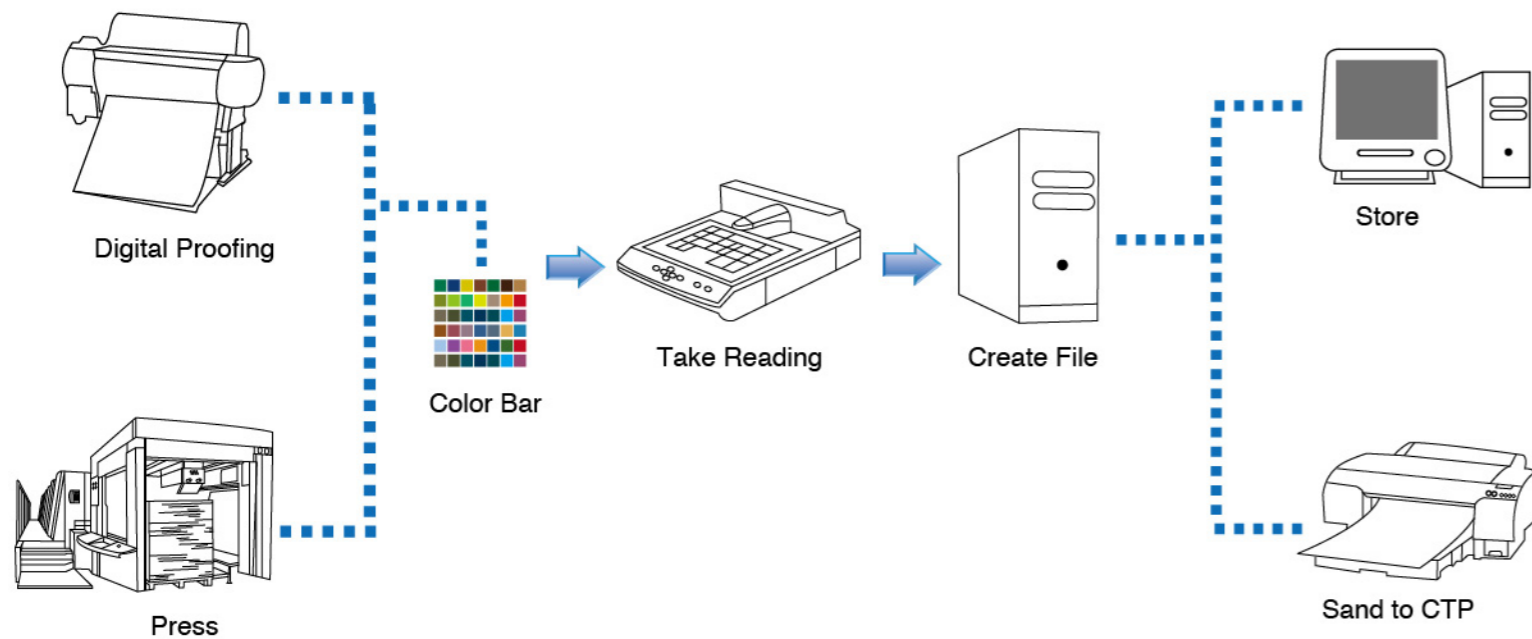 Digital Proofing
Press
Color Bar
Take Reading
Create File
Store
Sand to CTP